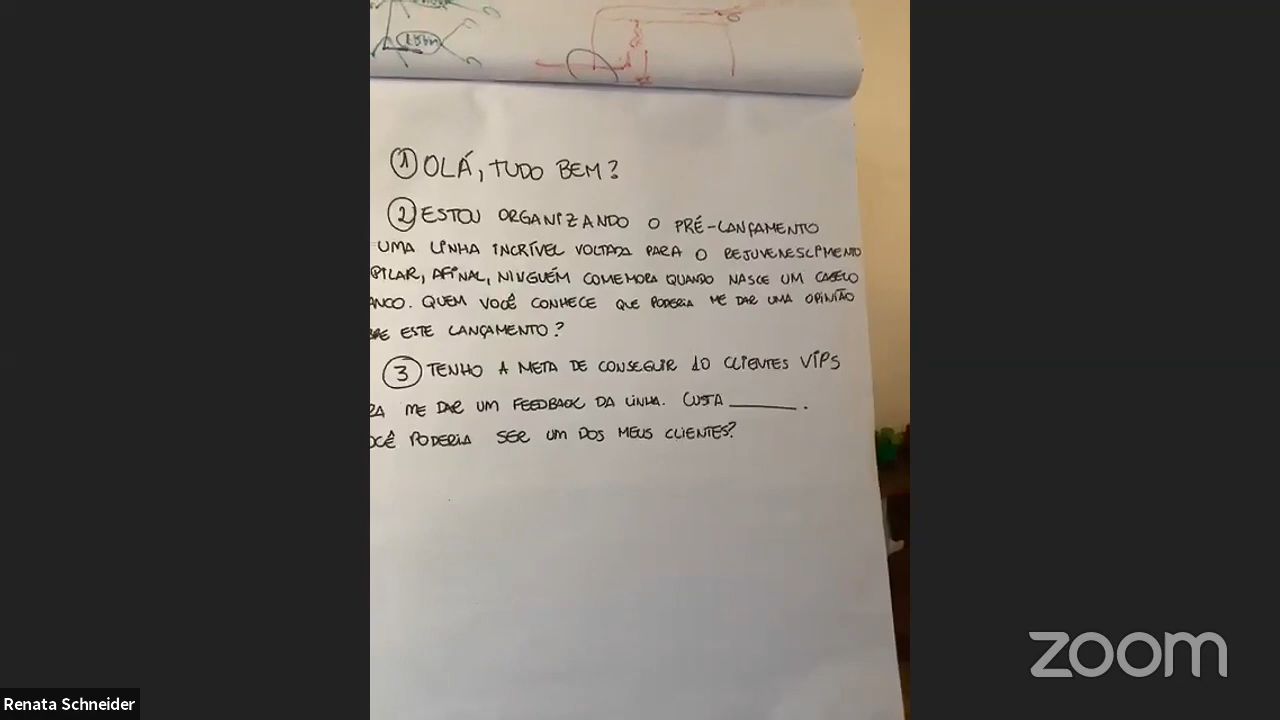 1 OLÁ, TUDO BEM?
2 ESTOU ORGANIZANDO O PRÉ-LANÇAMENTO
UMA LINHA INCRÍVEL VOLTADA PARA O REJUVENESCIMENTO
PILAR, AFINAL, NINGUÉM COMEMORA QUANDO NASCE UM CABELO
ANCO. QUEM VOCÊ CONHECE QUE PODERIA ME DAR UMA OPINIÃO
BRE ESTE LANÇAMENTO?
3 TENHO A META DE CONSEGUIR 10 CLIENTES VIPS
RA ME DAR UM FEEDBACK DA LINHA. CUSTA ______.
OCÊ PODERIA SER UM DOS MEUS CLIENTES?
zoom
Renata Schneider